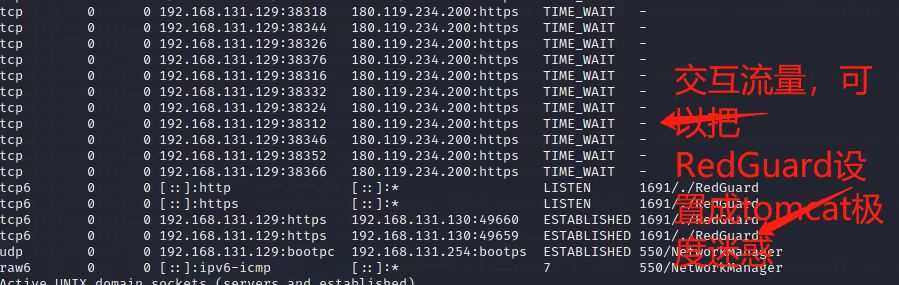 tcp 0 0 192.168.131.129:38318 180.119.234.200:https TIME_WAIT -
tcp 0 0 192.168.131.129:38344 180.119.234.200:https TIME_WAIT -
tcp 0 0 192.168.131.129:38326 180.119.234.200:https TIME_WAIT -
tcp 0 0 192.168.131.129:38376 180.119.234.200:https TIME_WAIT -
tcp 0 0 192.168.131.129:38316 180.119.234.200:https TIME_WAIT -
tcp 0 0 192.168.131.129:38332 180.119.234.200:https TIME_WAIT -
tcp 0 0 192.168.131.129:38324 180.119.234.200:https TIME_WAIT -
tcp 0 0 192.168.131.129:38312 180.119.234.200:https TIME_WAIT -
tcp 0 0 192.168.131.129:38346 180.119.234.200:https TIME_WAIT -
tcp 0 0 192.168.131.129:38352 180.119.234.200:https TIME_WAIT -
tcp 0 0 192.168.131.129:38366 180.119.234.200:https TIME_WAIT -
tcp6 0 0 [::]:http [::]:* LISTEN 1691/./RedGuard
tcp6 0 0 [::]:https [::]:* LISTEN 1691/./RedGuard
tcp6 0 0 192.168.131.129:https 192.168.131.130:49660 ESTABLISHED 1691/./RedGuard
tcp6 0 0 192.168.131.129:https 192.168.131.130:49659 ESTABLISHED 1691/./RedGuard
udp 0 0 192.168.131.129:bootpc 192.168.131.254:bootps ESTABLISHED 550/NetworkManager
raw6 0 0 [::]:ipv6-icmp [::]:* 7 550/NetworkManager
Active UNIX domain sockets (servers and established)
交互流量，可
以把
RedGuard设
置成tomcat极
度迷惑